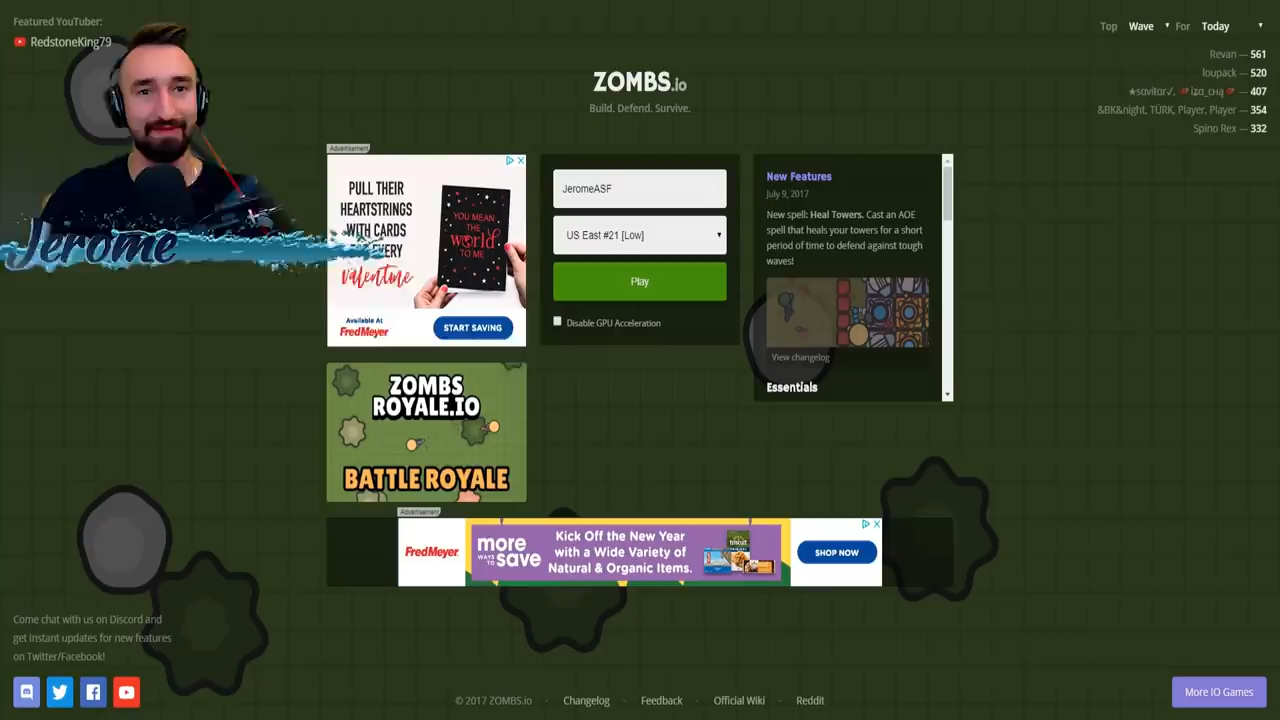 Featured YouTuber:
RedstoneKing79
Top Wave For Today
Revan — 561
loupack — 520
— 407
&BK&night, TÜRK, Player, Player — 354
Spino Rex — 332
ZOMBS.io
Build. Defend. Survive.
Advertisement
PULL THEIR
HEARTSTRINGS
WITH CARDS
EVERY
valentine
YOU MEAN
THE
world
TO ME
Available At
FredMeyer
START SAVING
Jerome
JeromeASF
US East #21 [Low]
Play
Disable GPU Acceleration
New Features
July 9, 2017
New spell: Heal Towers. Cast an AOE
spell that heals your towers for a short
period of time to defend against tough
waves!
View changelog
Essentials
ZOMBS
ROYALE.IO
BATTLE ROYALE
Advertisement
FredMeyer
more
WAYS TO
save
Kick Off the New Year
with a Wide Variety of
Natural & Organic Items.
triscuit
SHOP NOW
Come chat with us on Discord and
get instant updates for new features
on Twitter/Facebook!
© 2017 ZOMBS.io · Changelog · Feedback · Official Wiki · Reddit
More IO Games